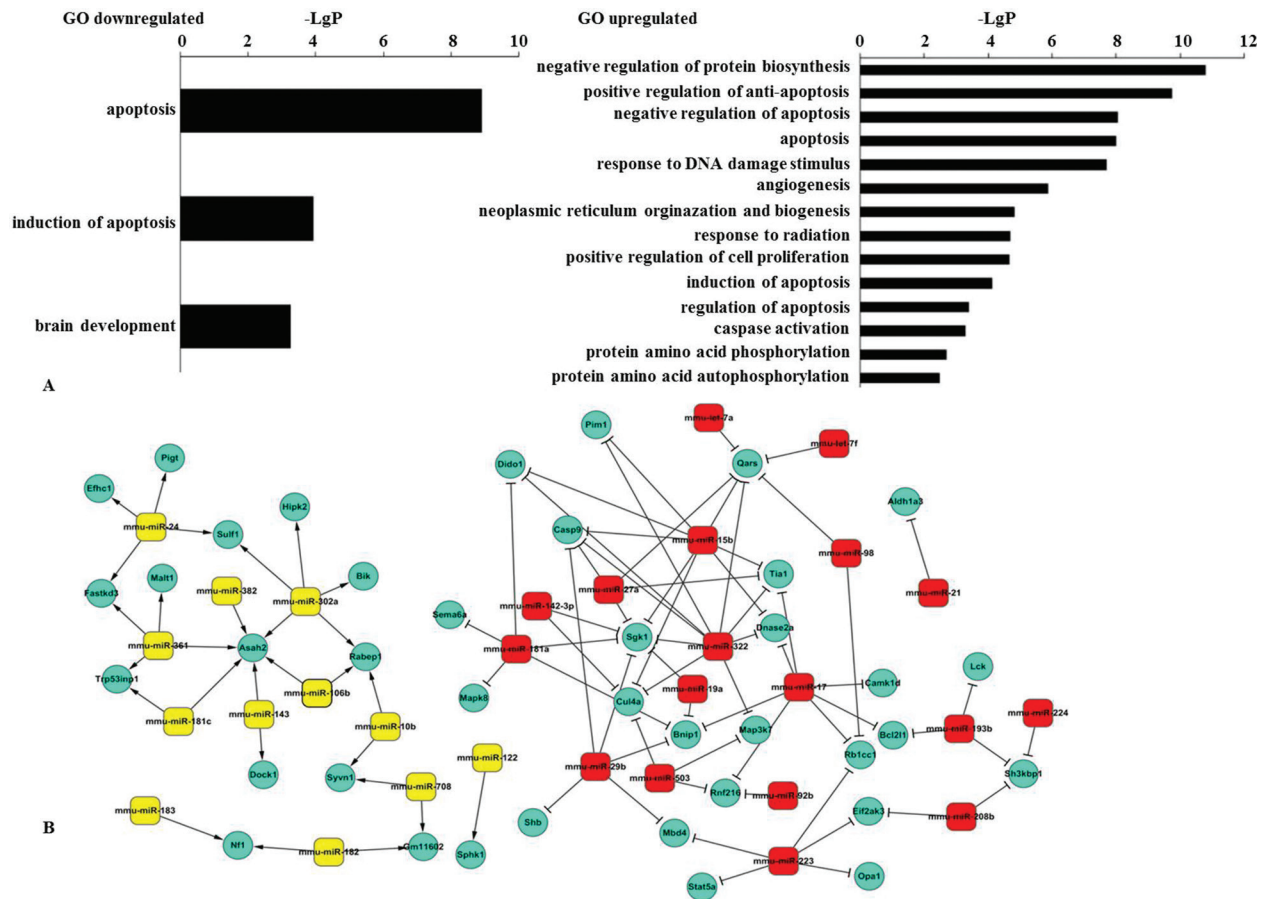 GO downregulated -LgP
0 2 4 6 8 10
apoptosis
induction of apoptosis
brain development
GO upregulated -LgP
0 2 4 6 8 10 12
negative regulation of protein biosynthesis
positive regulation of anti-apoptosis
negative regulation of apoptosis
apoptosis
response to DNA damage stimulus
angiogenesis
neoplasmic reticulum orginazation and biogenesis
response to radiation
positive regulation of cell proliferation
induction of apoptosis
regulation of apoptosis
caspase activation
protein amino acid phosphorylation
protein amino acid autophosphorylation
A
Pigt
Efhc1
mmu-miR-24
Hipk2
Sulf1
Malt1
Fastkd3
mmu-miR-382
Bik
mmu-miR-302a
mmu-miR-361
Asah2
Rabep1
Trp53inp1
mmu-miR-106b
mmu-miR-181c
mmu-miR-143
mmu-miR-10b
Dock1
Syvn1
mmu-miR-122
mmu-miR-708
mmu-miR-183
Nf1
mmu-miR-182
Gm11602
Sphk1
B
Pim1
mmu-let-7a
mmu-let-7f
Dido1
Qars
Aldh1a3
Casp9
mmu-miR-15b
mmu-miR-98
Tia1
mmu-miR-27a
mmu-miR-21
mmu-miR-142-3p
Sema6a
Sgk1
Dnase2a
mmu-miR-181a
mmu-miR-322
Lck
Mapk8
mmu-miR-19a
mmu-miR-17
Camk1d
Cul4a
mmu-miR-224
Bnip1
Map3k7
Bcl2l1
mmu-miR-193b
Rb1cc1
mmu-miR-29b
mmu-miR-503
Sh3kbp1
Rnf216
mmu-miR-92b
Shb
Mbd4
Eif2ak3
mmu-miR-208b
mmu-miR-223
Stat5a
Opa1